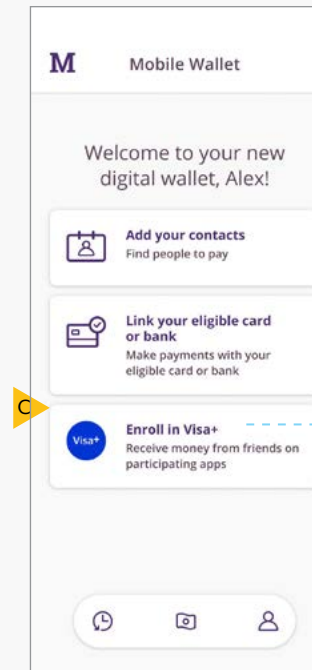 M Mobile Wallet
Welcome to your new
digital wallet, Alex!
Add your contacts
Find people to pay
Link your eligible card
or bank
Make payments with your
eligible card or bank
C
Visa+
Enroll in Visa+
Receive money from friends on
participating apps